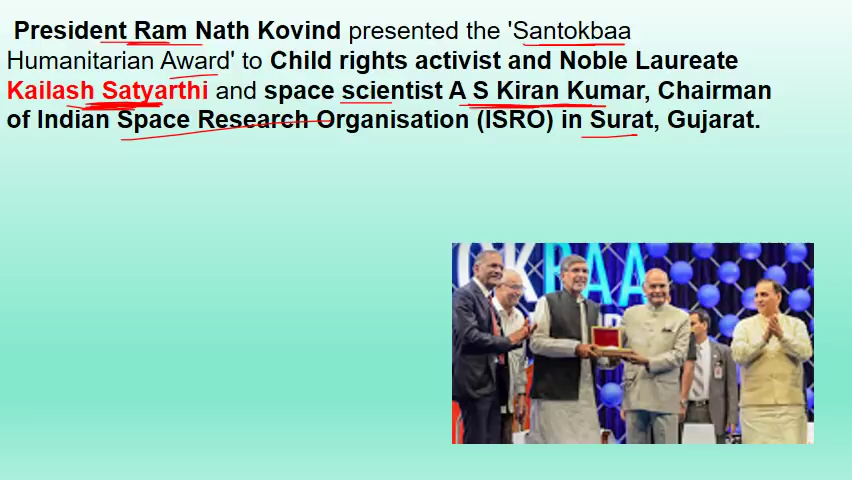 President Ram Nath Kovind presented the 'Santokbaa
Humanitarian Award' to Child rights activist and Noble Laureate
Kailash Satyarthi and space scientist A S Kiran Kumar, Chairman
of Indian Space Research Organisation (ISRO) in Surat, Gujarat.
OKBAA